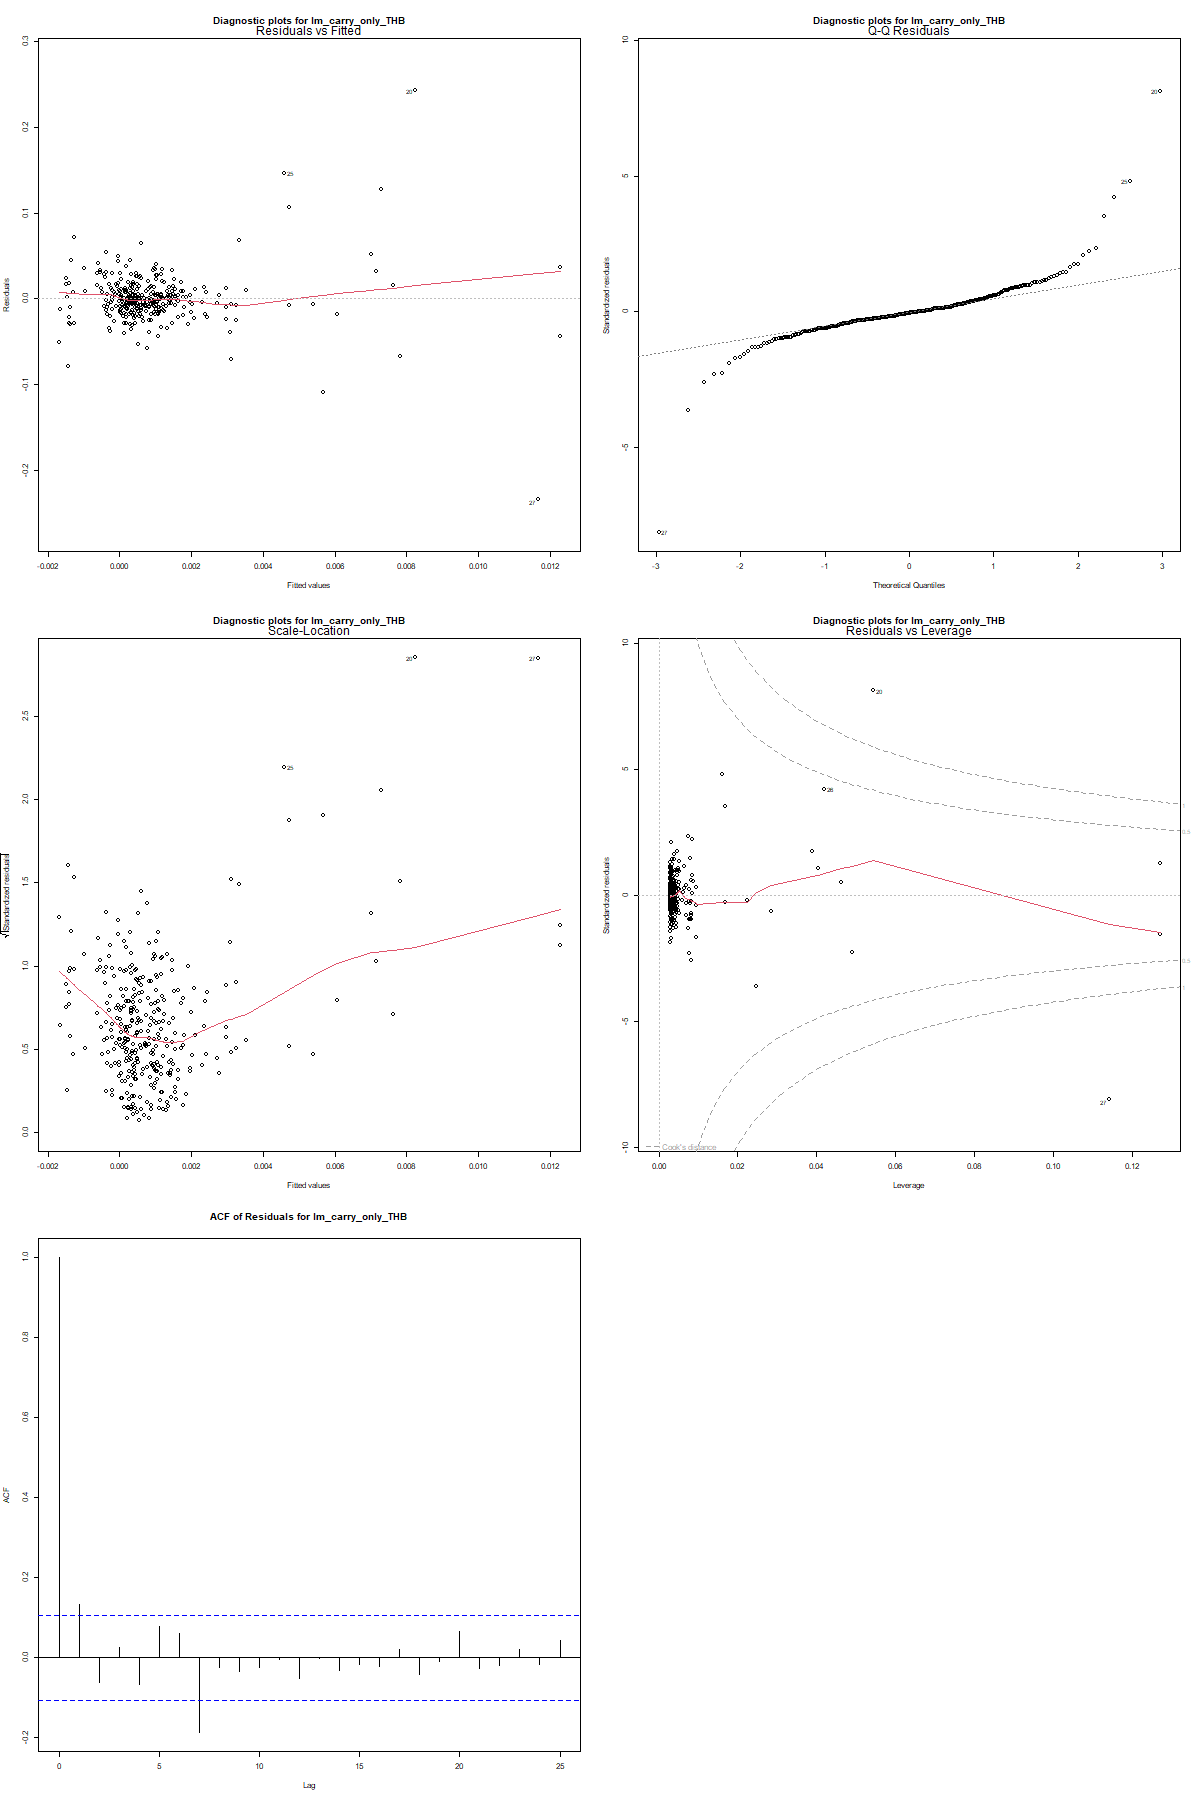 Diagnostic plots for lm_carry_only_THB
Residuals vs Fitted
0.3
0.2
0.1
0.0
-0.1
-0.2
Residuals
20
25
27
-0.002 0.000 0.002 0.004 0.006 0.008 0.010 0.012
Fitted values
Diagnostic plots for lm_carry_only_THB
Q-Q Residuals
10
5
0
-5
Standardized residuals
20
25
27
-3 -2 -1 0 1 2 3
Theoretical Quantiles
Diagnostic plots for lm_carry_only_THB
Scale-Location
2.5
2.0
1.5
1.0
0.5
0.0
√|Standardized residuals|
20
27
25
-0.002 0.000 0.002 0.004 0.006 0.008 0.010 0.012
Fitted values
Diagnostic plots for lm_carry_only_THB
Residuals vs Leverage
10
5
0
-5
-10
Standardized residuals
20
26
27
1
0.5
0.5
1
Cook's distance
0.00 0.02 0.04 0.06 0.08 0.10 0.12
Leverage
ACF of Residuals for lm_carry_only_THB
1.0
0.8
0.6
0.4
0.2
0.0
-0.2
ACF
0 5 10 15 20 25
Lag